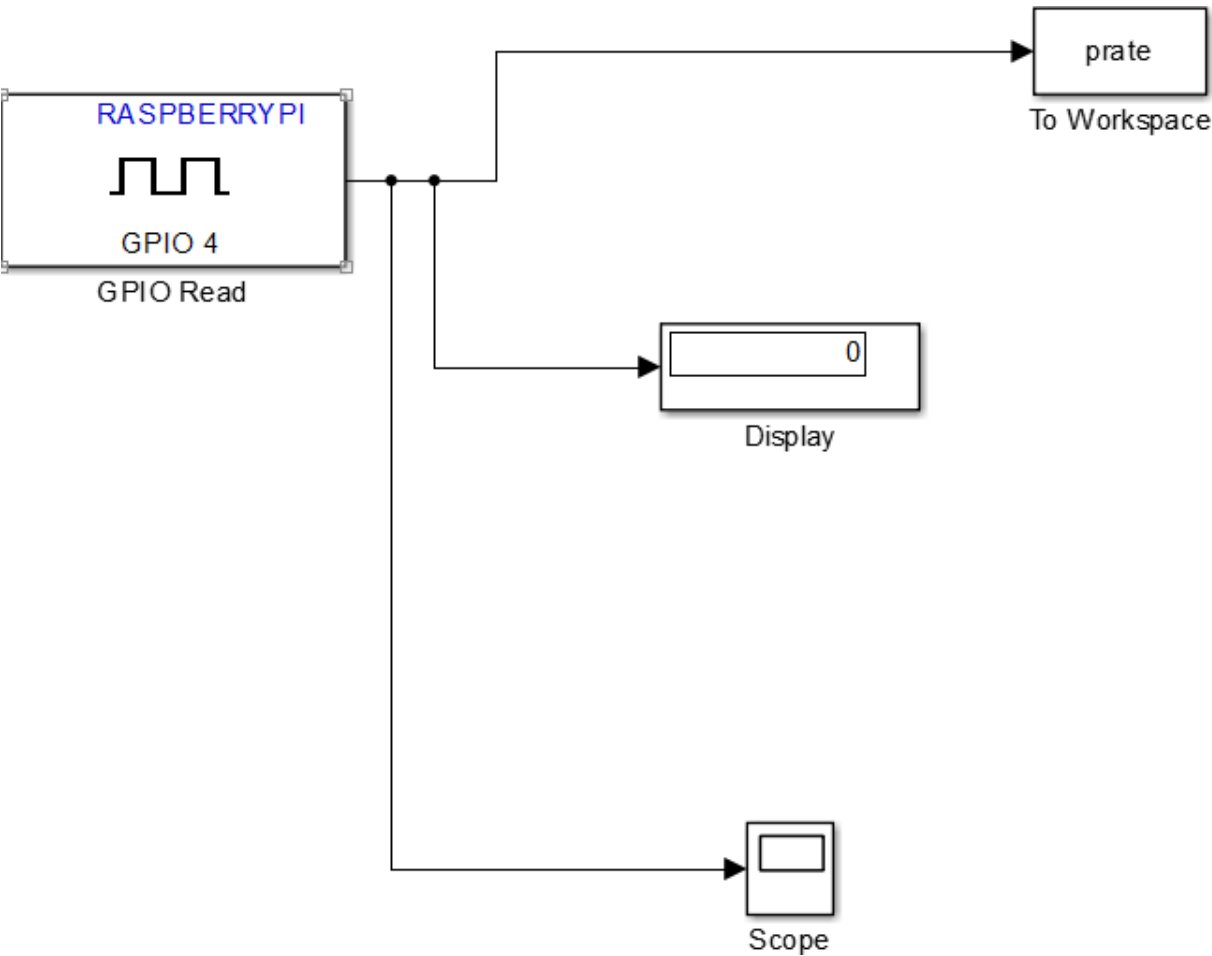 prate
To Workspace
RASPBERRYPI
GPIO 4
GPIO Read
0
Display
Scope